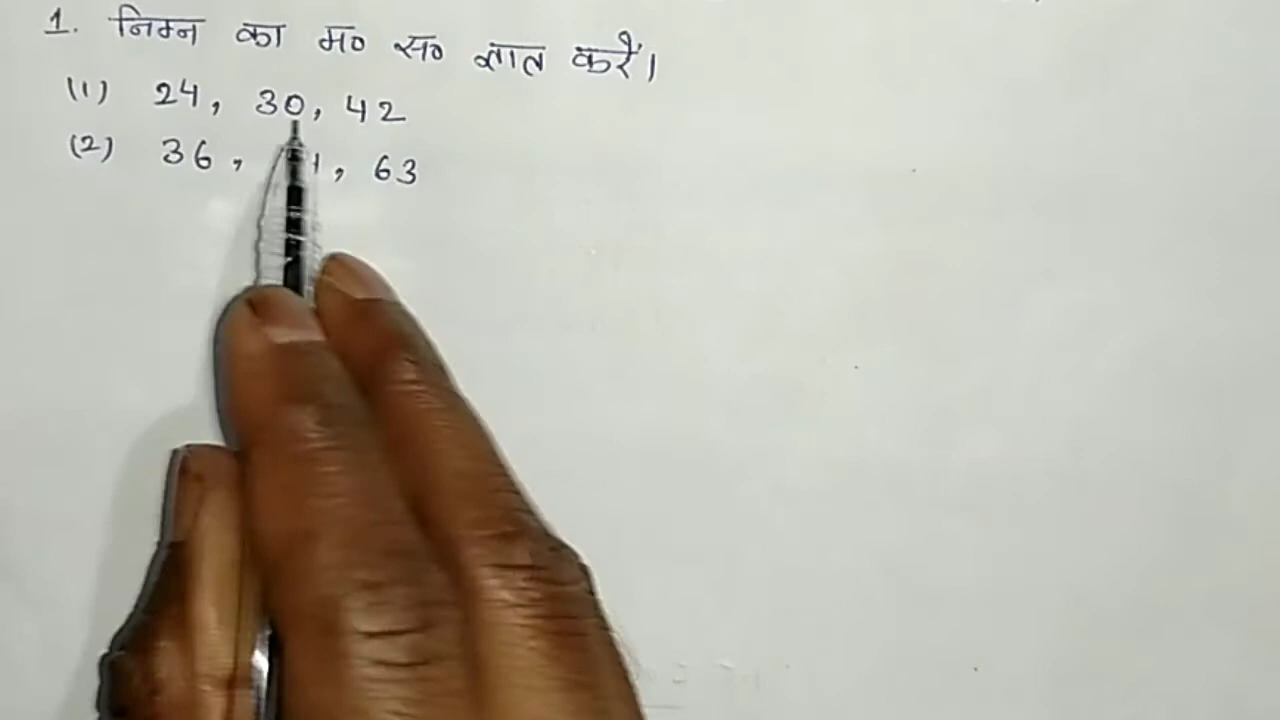 1. निम्न का म० स० ज्ञात करें।
(1) 24, 30, 42
(2) 36, , 63